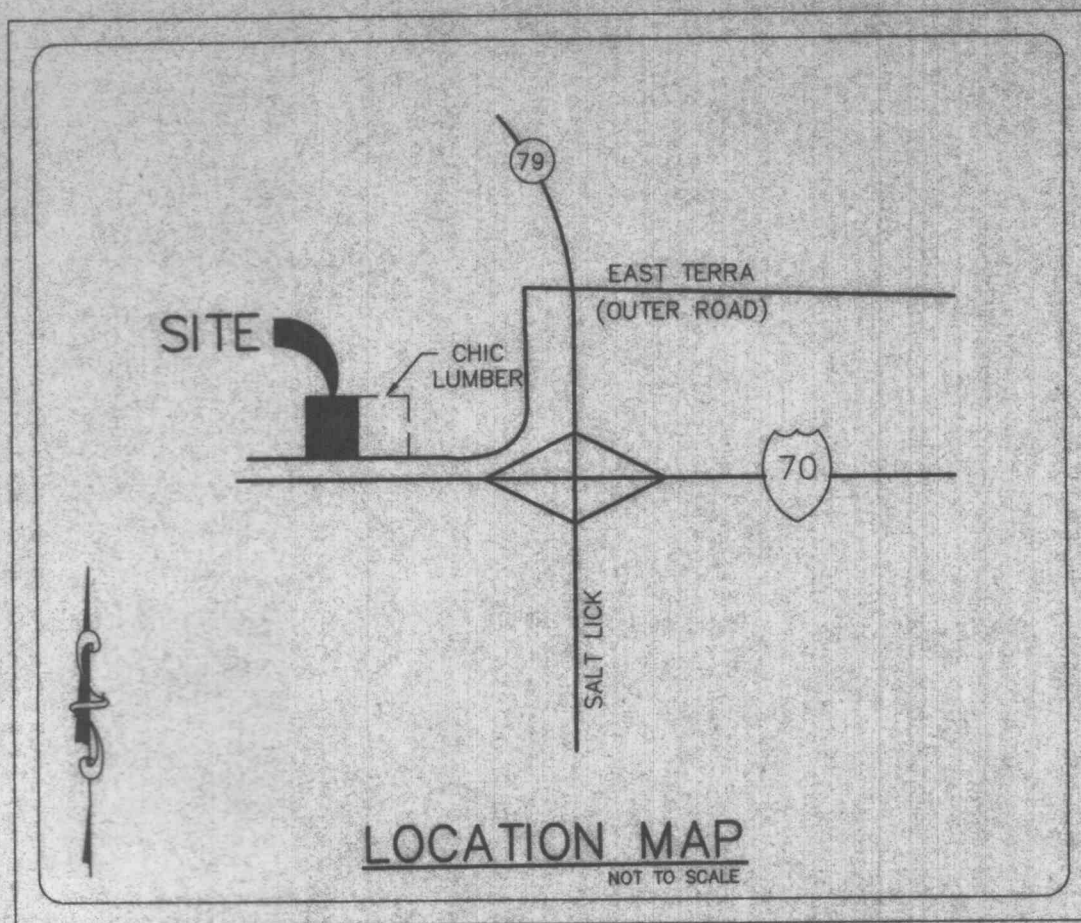 79
EAST TERRA
(OUTER ROAD)
SITE
CHIC
LUMBER
70
SALT LICK
LOCATION MAP
NOT TO SCALE